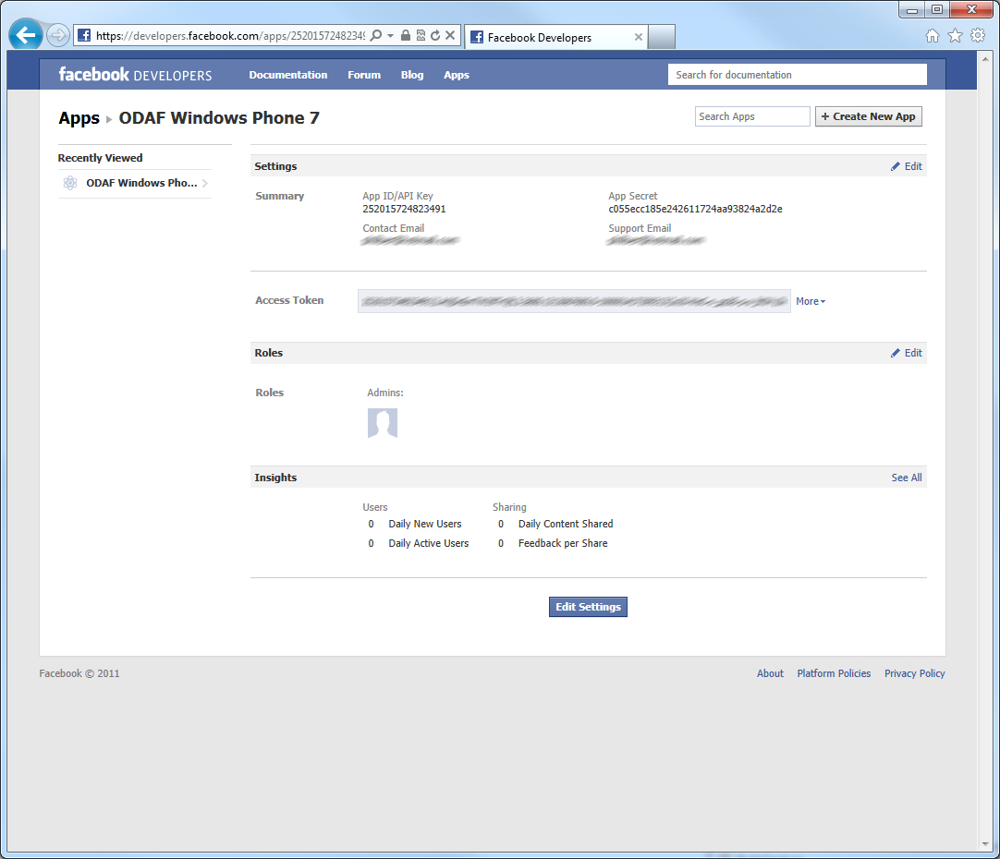 https://developers.facebook.com/apps/25201572482349
Facebook Developers
facebook DEVELOPERS
Documentation
Forum
Blog
Apps
Search for documentation
Apps
ODAF Windows Phone 7
Search Apps
+ Create New App
Recently Viewed
ODAF Windows Pho...
Settings
Edit
Summary
App ID/API Key
252015724823491
App Secret
c055ecc185e242611724aa93824a2d2e
Contact Email
Support Email
Access Token
More
Roles
Edit
Roles
Admins:
Insights
See All
Users
Sharing
0 Daily New Users
0 Daily Content Shared
0 Daily Active Users
0 Feedback per Share
Edit Settings
Facebook © 2011
About
Platform Policies
Privacy Policy